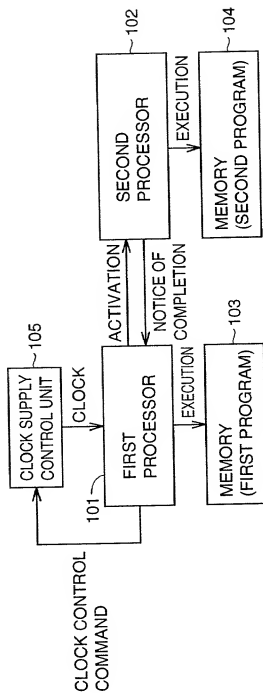 105
CLOCK SUPPLY
CONTROL UNIT
CLOCK CONTROL
COMMAND
CLOCK
101
FIRST
PROCESSOR
ACTIVATION
NOTICE OF
COMPLETION
102
SECOND
PROCESSOR
EXECUTION
EXECUTION
103
MEMORY
(FIRST PROGRAM)
104
MEMORY
(SECOND PROGRAM)